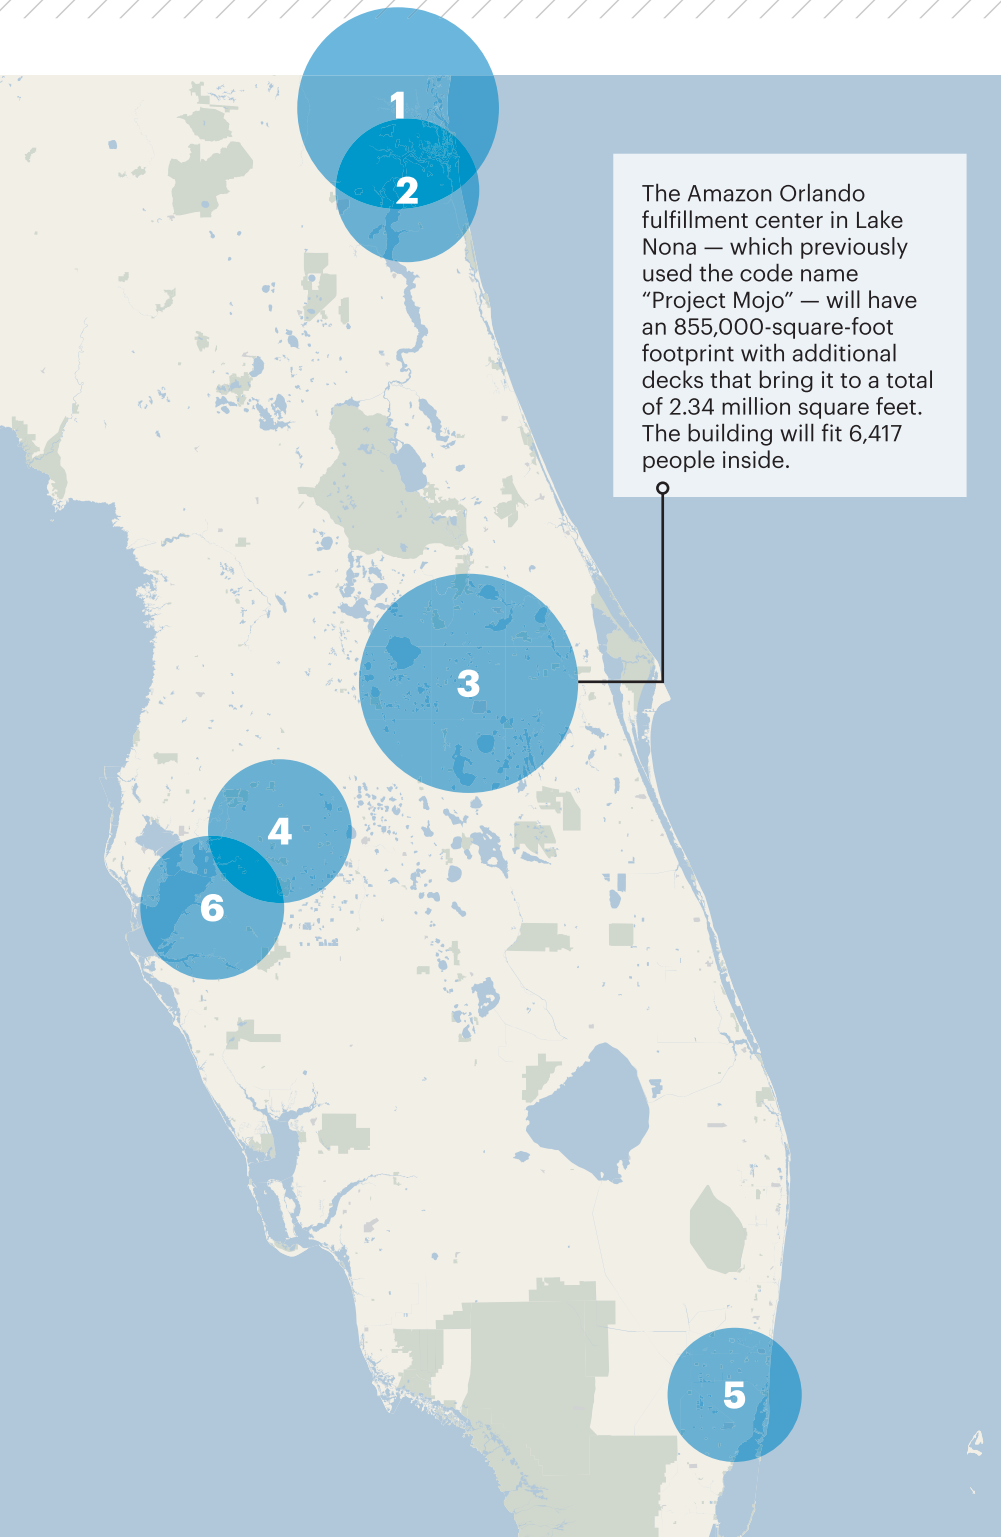 1
2
The Amazon Orlando
fulfillment center in Lake
Nona — which previously
used the code name
“Project Mojo” — will have
an 855,000-square-foot
footprint with additional
decks that bring it to a total
of 2.34 million square feet.
The building will fit 6,417
people inside.
3
4
6
5